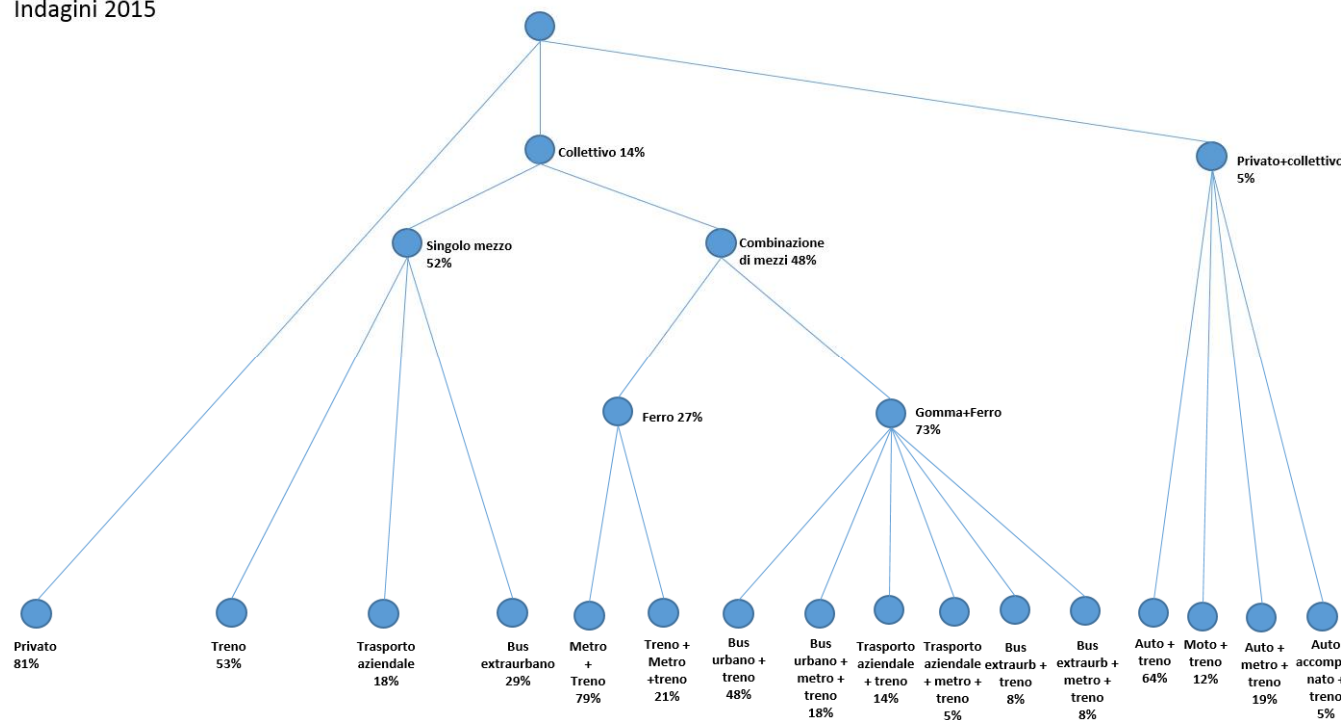 Indagini 2015
Collettivo 14%
Privato+collettivo
5%
Singolo mezzo
52%
Combinazione
di mezzi 48%
Ferro 27%
Gomma+Ferro
73%
Privato
81%
Treno
53%
Trasporto
aziendale
18%
Bus
extraurbano
29%
Metro
+
Treno
79%
Treno +
Metro
+treno
21%
Bus
urbano +
treno
48%
Bus
urbano +
metro +
treno
18%
Trasporto
aziendale
+ treno
14%
Trasporto
aziendale
+ metro +
treno
5%
Bus
extraurb +
treno
8%
Bus
extraurb +
metro +
treno
8%
Auto +
treno
64%
Moto +
treno
12%
Auto +
metro +
treno
19%
Auto
accomp
nato +
treno
5%